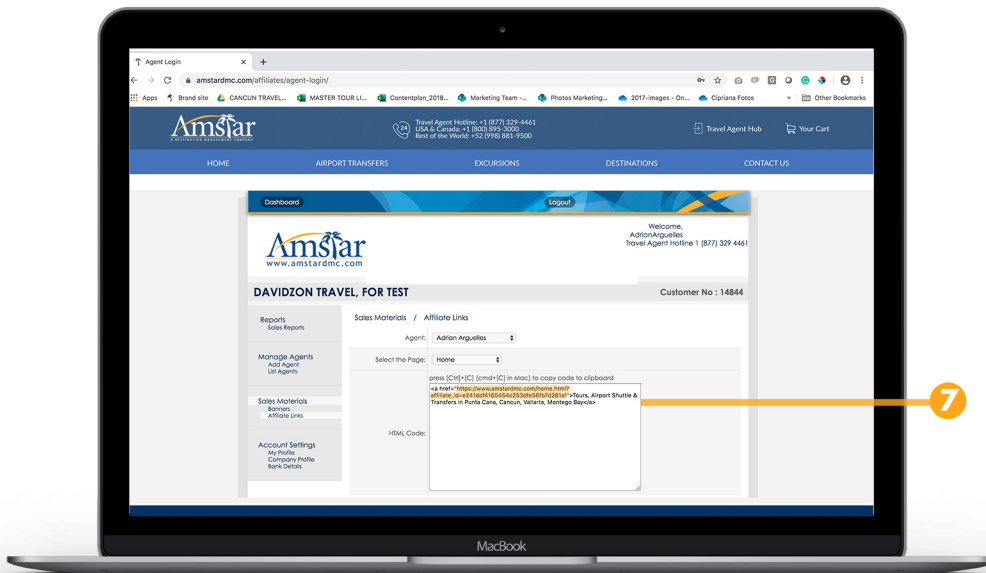 Agent Login
amstardmc.com/affiliates/agent-login/
Apps Brand site CANCUN TRAVEL... MASTER TOUR LI... Contentplan_2018... Marketing Team -... Photos Marketing... 2017-images - On... Cipriana Fotos » Other Bookmarks
Amstar
A DESTINATION MANAGEMENT COMPANY
24
Travel Agent Hotline: +1 (877) 329-4461
USA & Canada: +1 (800) 895-3000
Rest of the World: +52 (998) 881-9500
Travel Agent Hub
Your Cart
HOME AIRPORT TRANSFERS EXCURSIONS DESTINATIONS CONTACT US
Dashboard Logout
Amstar
www.amstardmc.com
Welcome,
AdrianArguelles
Travel Agent Hotline 1 (877) 329 4461
DAVIDZON TRAVEL, FOR TEST Customer No : 14844
Reports
Sales Reports
Manage Agents
Add Agent
List Agents
Sales Materials
Banners
Affiliate Links
Account Settings
My Profile
Company Profile
Bank Details
Sales Materials / Affiliate Links
Agent: Adrian Arguelles
Select the Page: Home
press [Ctrl]+[C] (cmd+[C] in Mac) to copy code to clipboard
HTML Code:
<a href="https://www.amstardmc.com/home.html?
affiliate_id=e241ddf4165454c253dfe56fb7d281a1">Tours, Airport Shuttle &
Transfers in Punta Cana, Cancun, Vallarta, Montego Bay</a>
7
MacBook